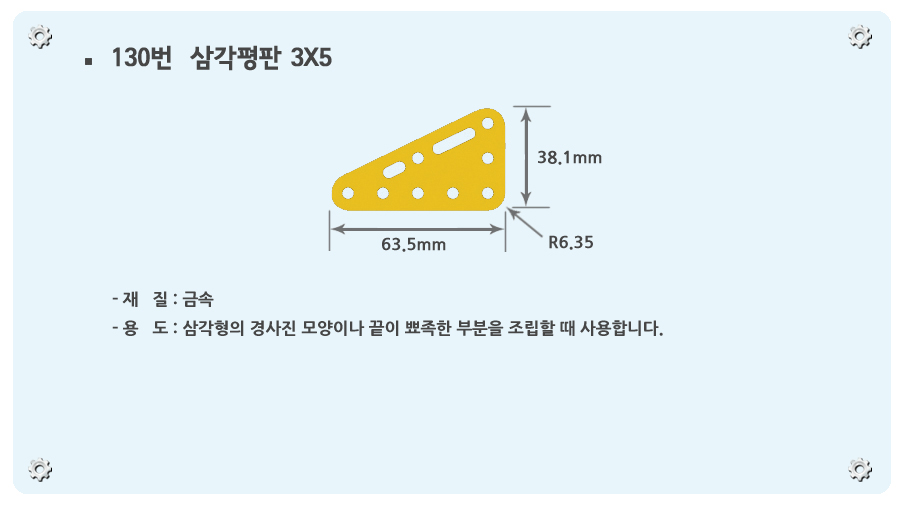 ▪ 130번 삼각평판 3X5
38.1mm
63.5mm
R6.35
- 재 질 : 금속
- 용 도 : 삼각형의 경사진 모양이나 끝이 뾰족한 부분을 조립할 때 사용합니다.